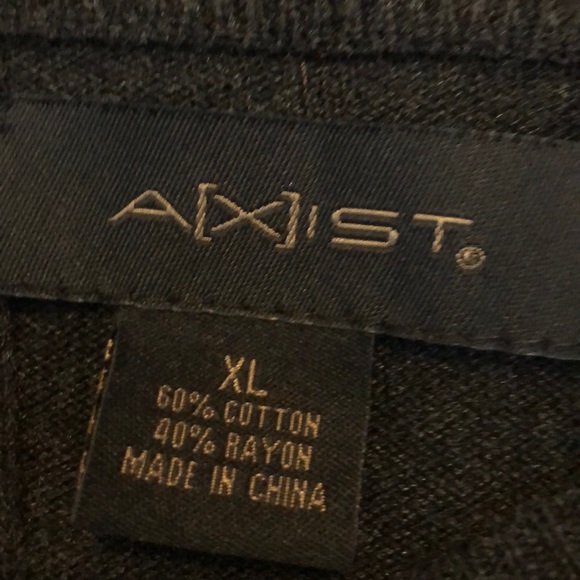 A[X]IST®
XL
60% COTTON
40% RAYON
MADE IN CHINA